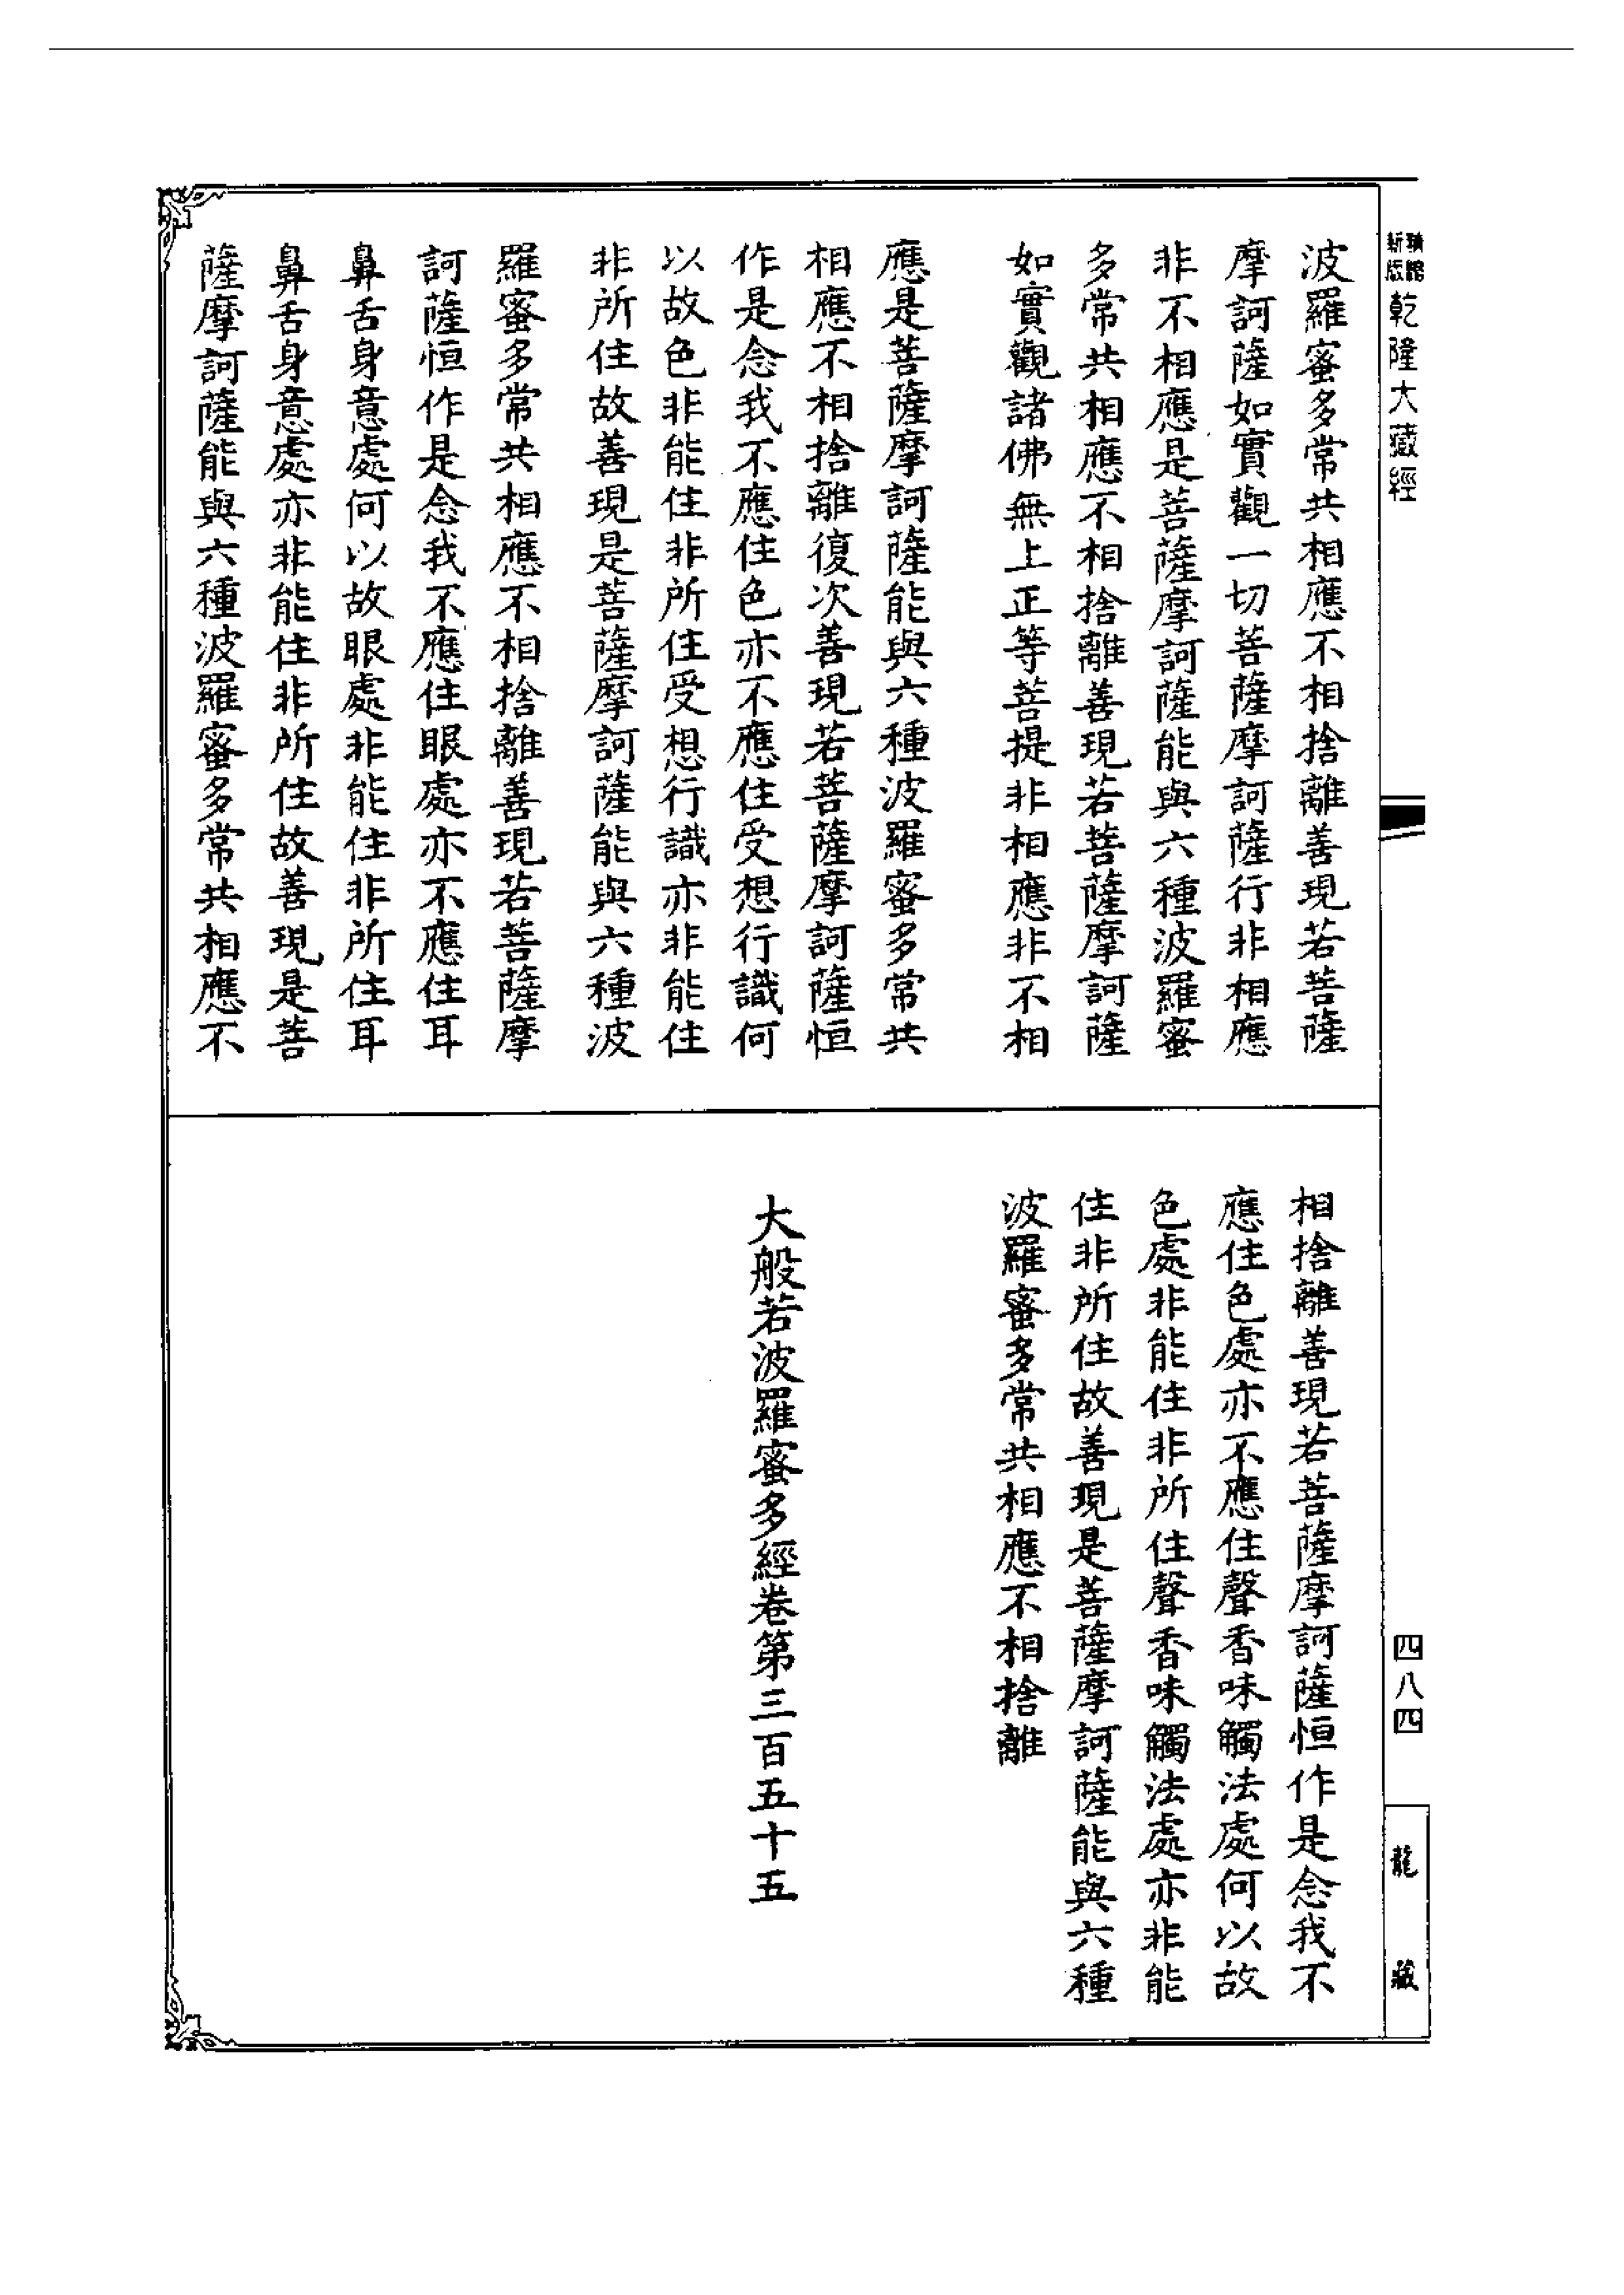 乾隆大藏經
波羅蜜多常共相應不相捨離善現若菩薩
摩訶薩如實觀一切菩薩摩訶薩行非相應
非不相應是菩薩摩訶薩能與六種波羅蜜
多常共相應不相捨離善現若菩薩摩訶薩
如實觀諸佛無上正等菩提非相應非不相
應是菩薩摩訶薩能與六種波羅蜜多常共
相應不相捨離復次善現若菩薩摩訶薩恒
作是念我不應住色亦不應住受想行識何
以故色非能住非所住受想行識亦非能住
非所住故善現是菩薩摩訶薩能與六種波
羅蜜多常共相應不相捨離善現若菩薩摩
訶薩恒作是念我不應住眼處亦不應住耳
鼻舌身意處何以故眼處非能住非所住耳
鼻舌身意處亦非能住非所住故善現是菩
薩摩訶薩能與六種波羅蜜多常共相應不
相捨離善現若菩薩摩訶薩恒作是念我不
應住色處亦不應住聲香味觸法處何以故
色處非能住非所住聲香味觸法處亦非能
住非所住故善現是菩薩摩訶薩能與六種
波羅蜜多常共相應不相捨離
大般若波羅蜜多經卷第三百五十五
四八四
龍藏